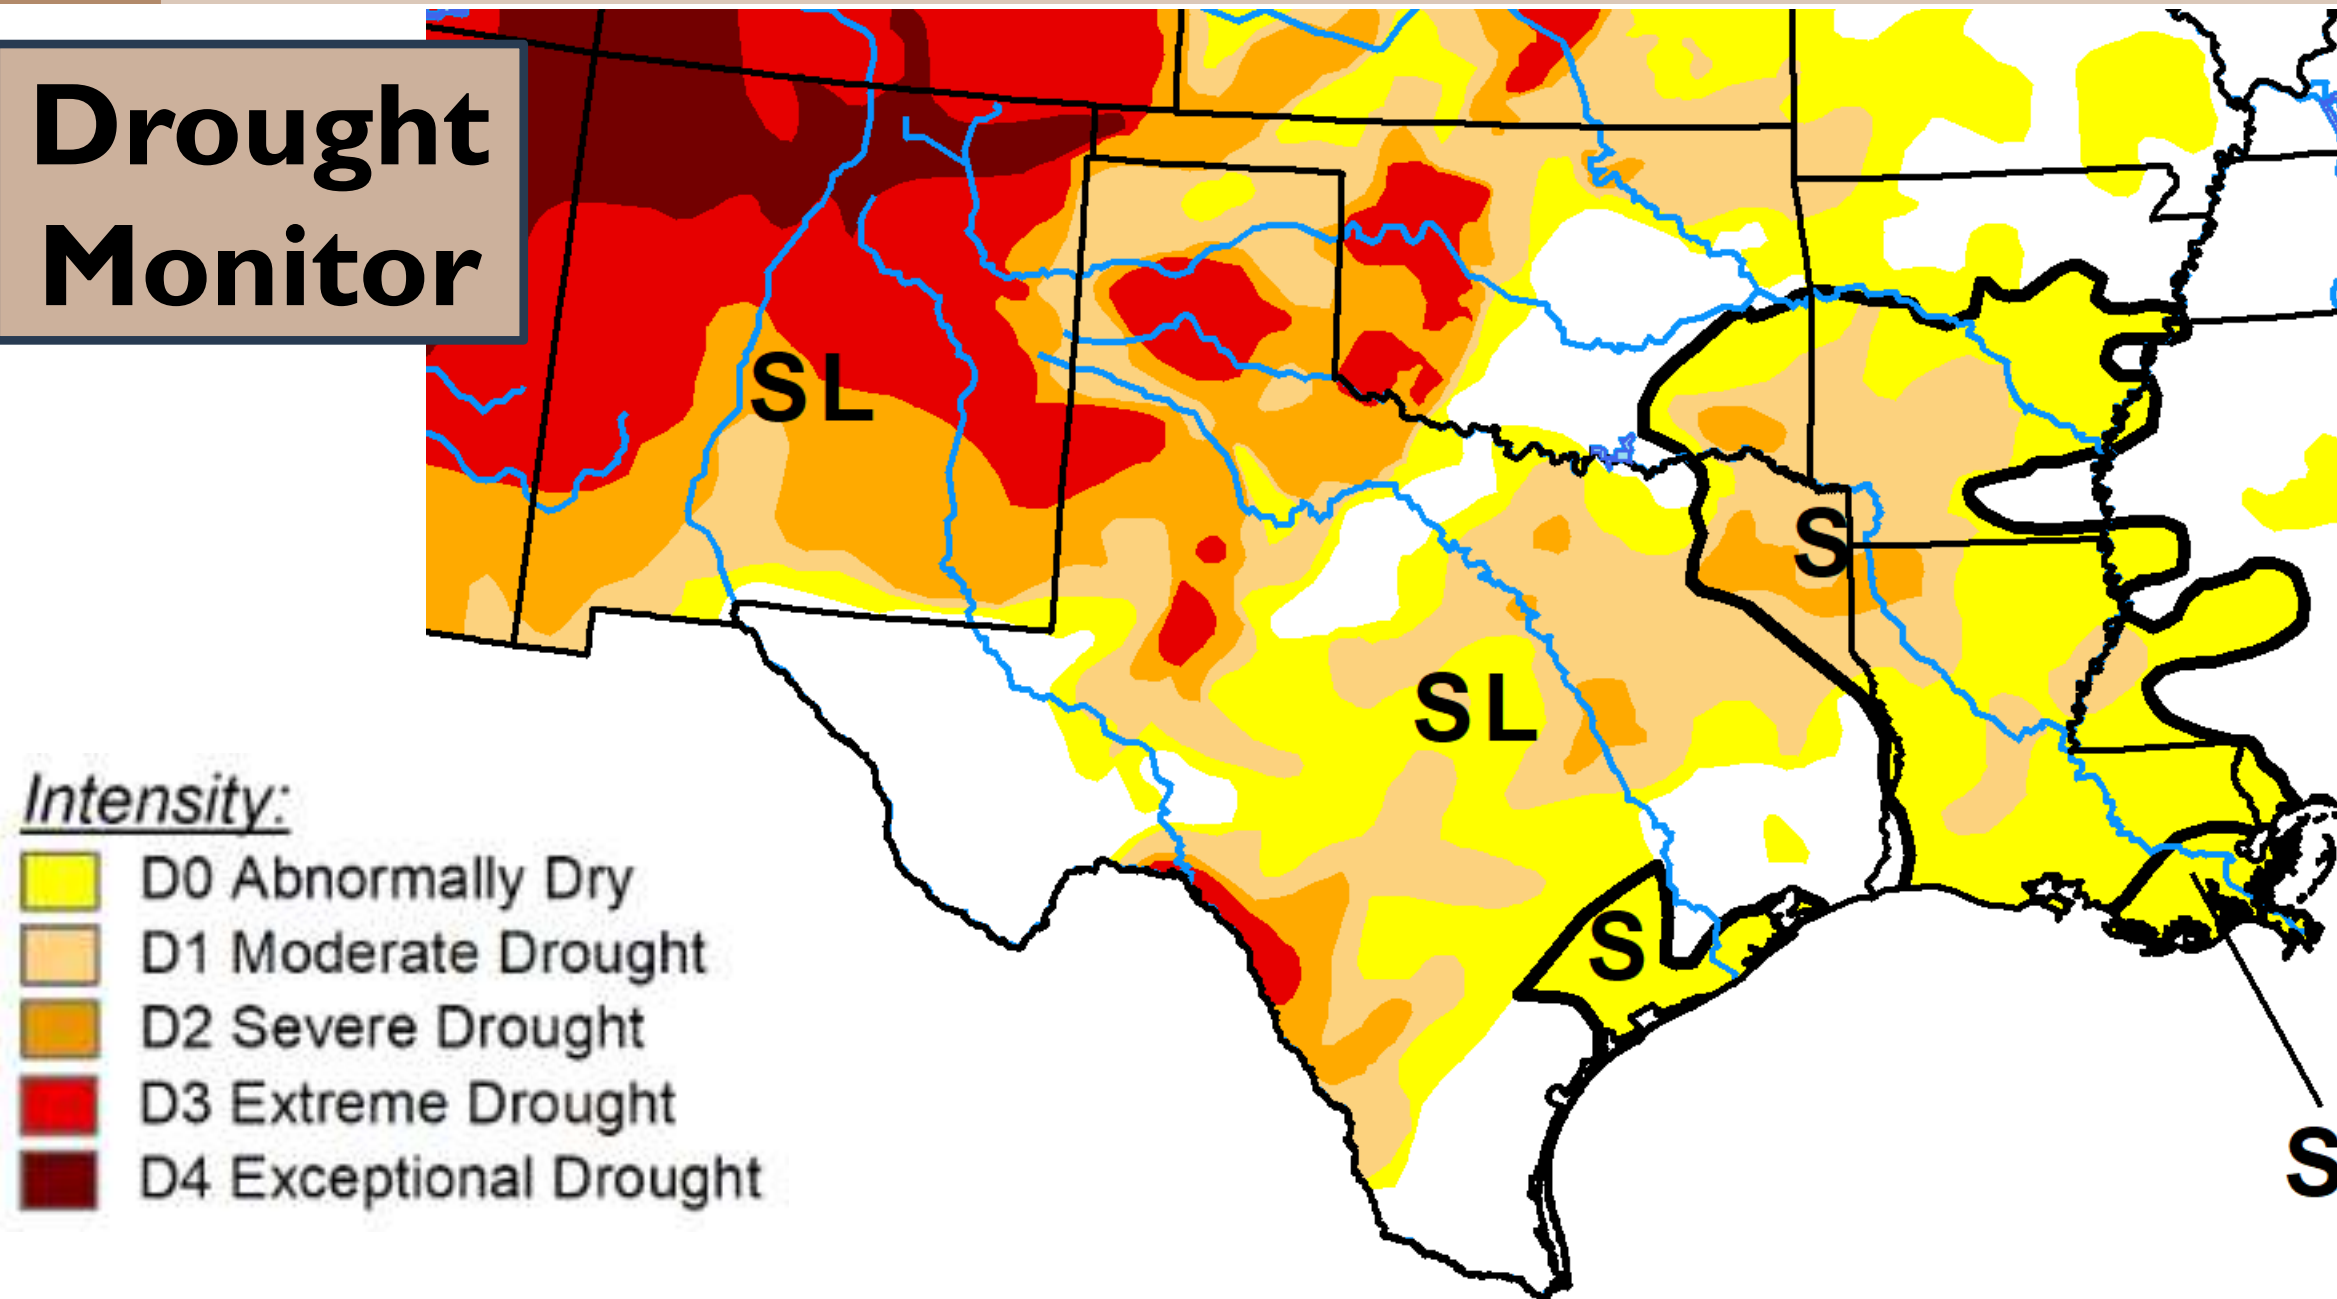 Drought
Monitor
SL
S
SL
S
S
Intensity:
D0 Abnormally Dry
D1 Moderate Drought
D2 Severe Drought
D3 Extreme Drought
D4 Exceptional Drought